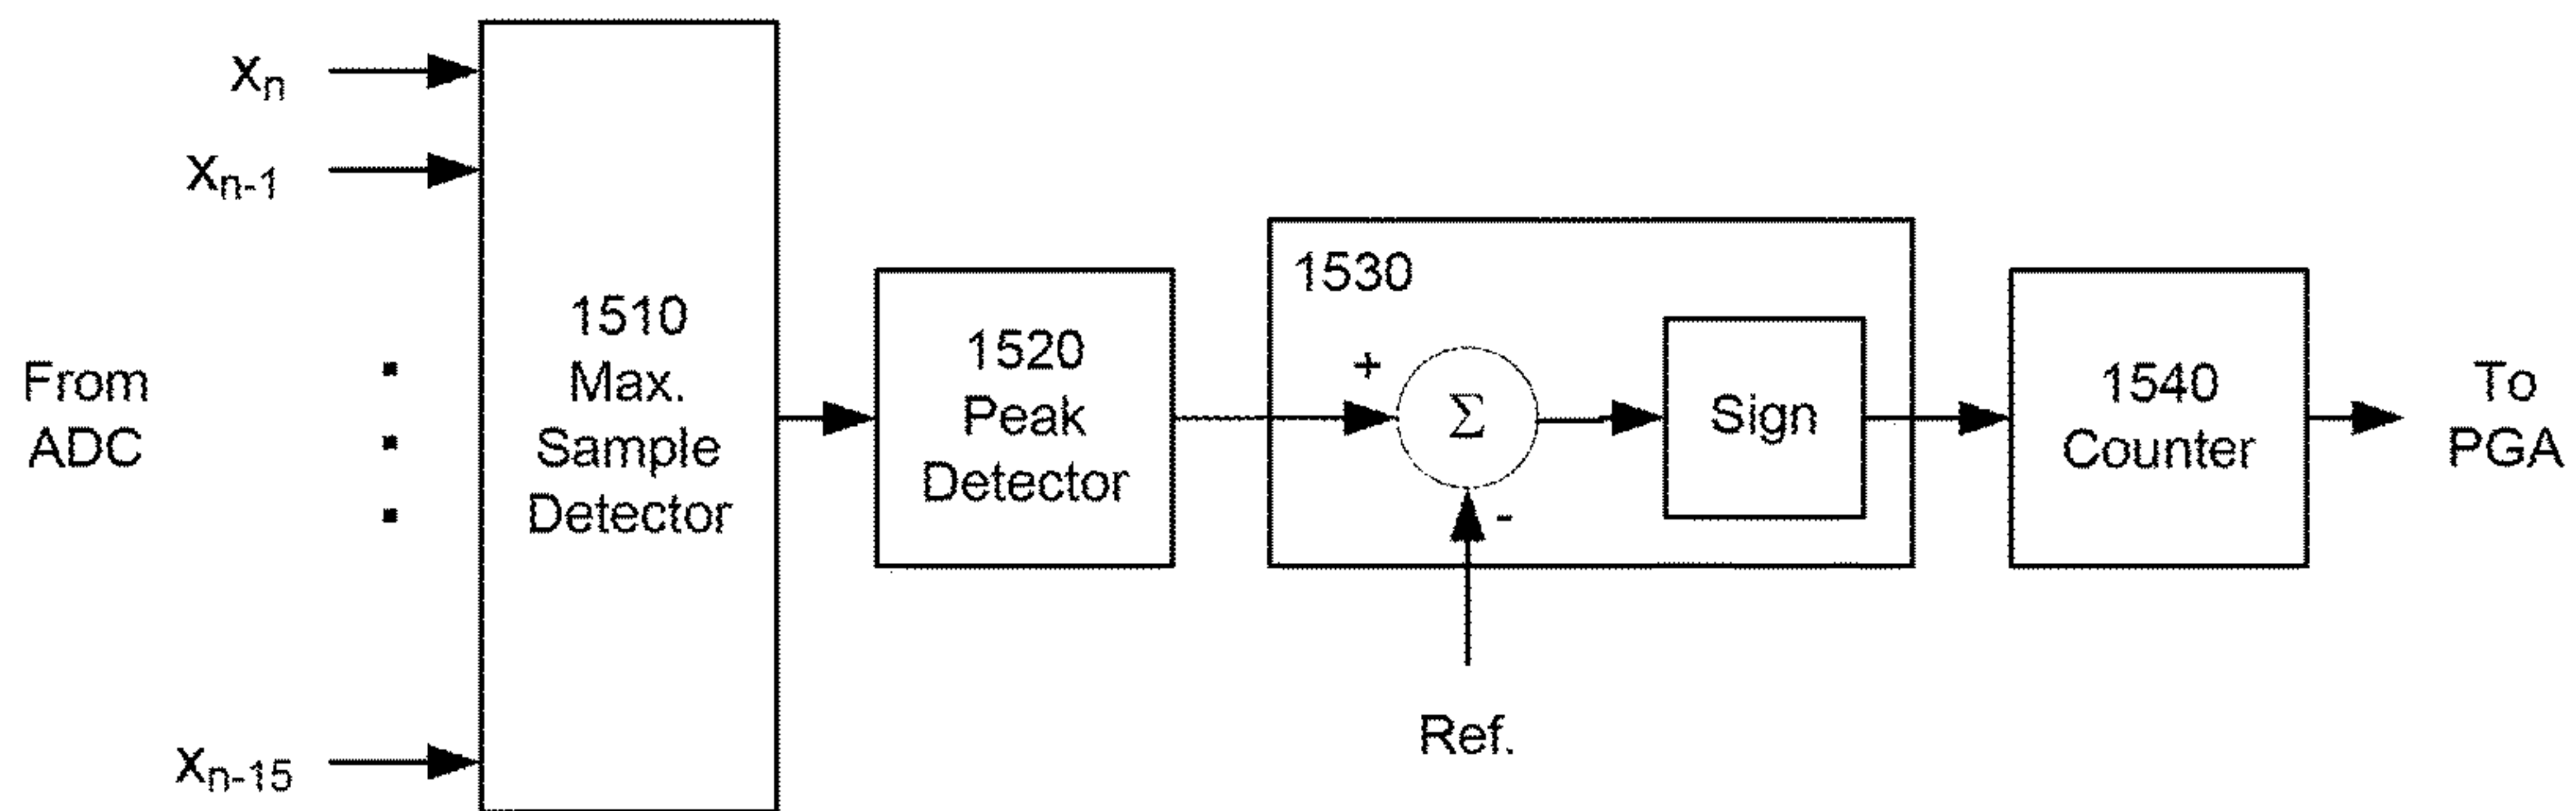 Xn
Xn-1
From
ADC
Xn-15
1510
Max.
Sample
Detector
1520
Peak
Detector
1530
+
Σ
-
Ref.
Sign
1540
Counter
To
PGA